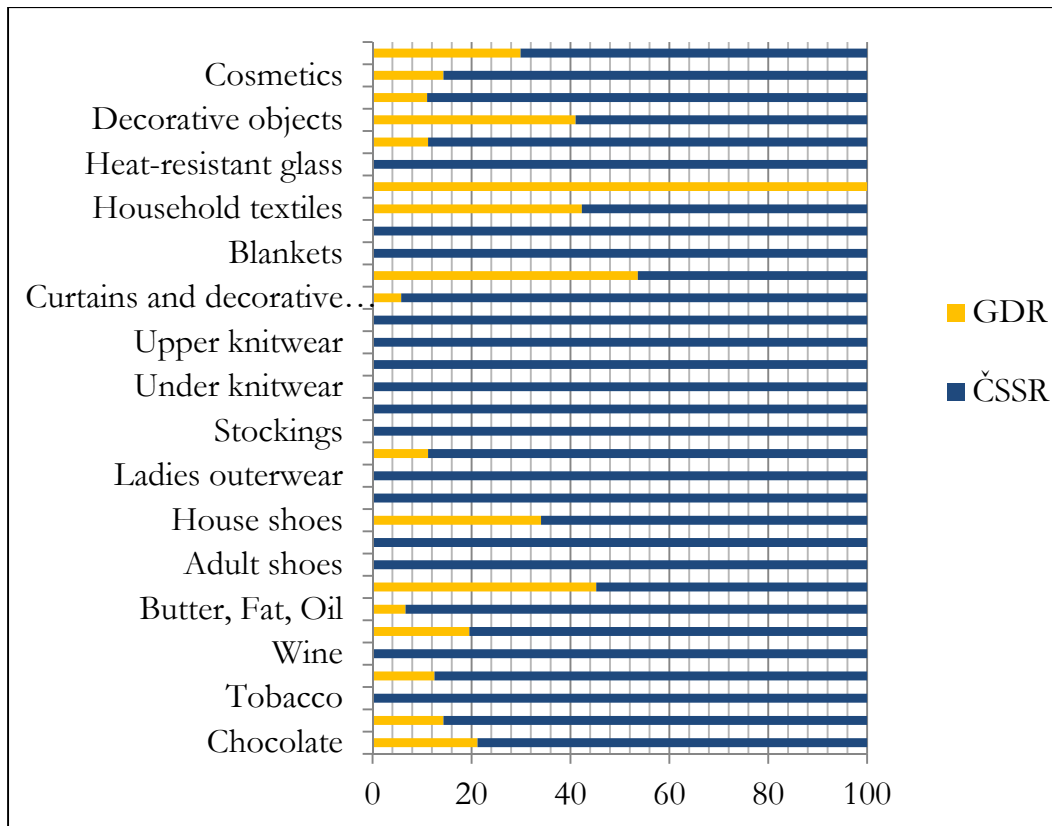 Cosmetics
Decorative objects
Heat-resistant glass
Household textiles
Blankets
Curtains and decorative…
Upper knitwear
Under knitwear
Stockings
Ladies outerwear
House shoes
Adult shoes
Butter, Fat, Oil
Wine
Tobacco
Chocolate
0 20 40 60 80 100
GDR
ČSSR